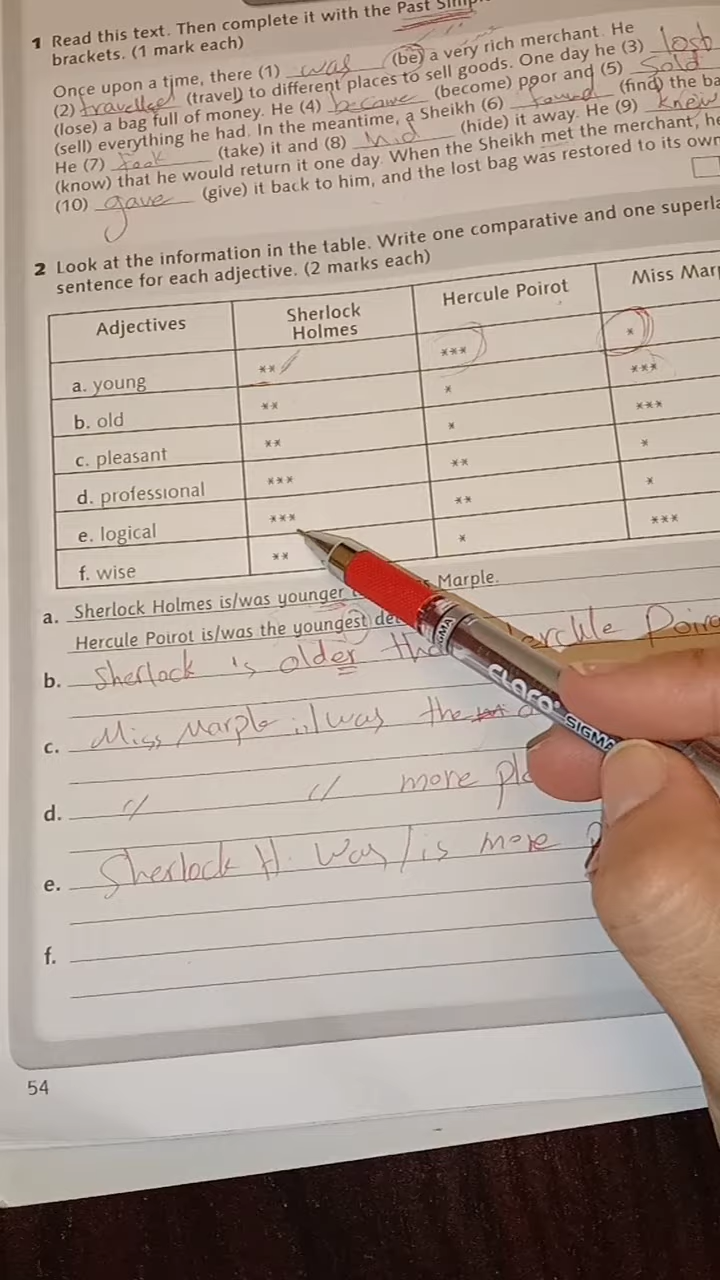 1 Read this text. Then complete it with the Past Simp
brackets. (1 mark each)
Once upon a time, there (1) was (be) a very rich merchant. He
(2) travelled (travel) to different places to sell goods. One day he (3) lost
(lose) a bag full of money. He (4) became (become) poor and (5) sold
(sell) everything he had. In the meantime, a Sheikh (6) found (find) the ba
He (7) took (take) it and (8) hid (hide) it away. He (9) knew
(know) that he would return it one day. When the Sheikh met the merchant, he
(10) gave (give) it back to him, and the lost bag was restored to its own
2 Look at the information in the table. Write one comparative and one superla
sentence for each adjective. (2 marks each)
Adjectives Sherlock Holmes Hercule Poirot Miss Mar
a. young ** *** *
b. old ** * ***
c. pleasant ** * ***
d. professional *** ** *
e. logical *** ** *
f. wise ** * ***
a. Sherlock Holmes is/was younger Marple.
Hercule Poirot is/was the youngest de
b. Sherlock is older tha Poiro
c. Miss Marple is/was the
d. " " more pl
e. Sherlock H. was/is more
f.
54
CLARO SIGMA